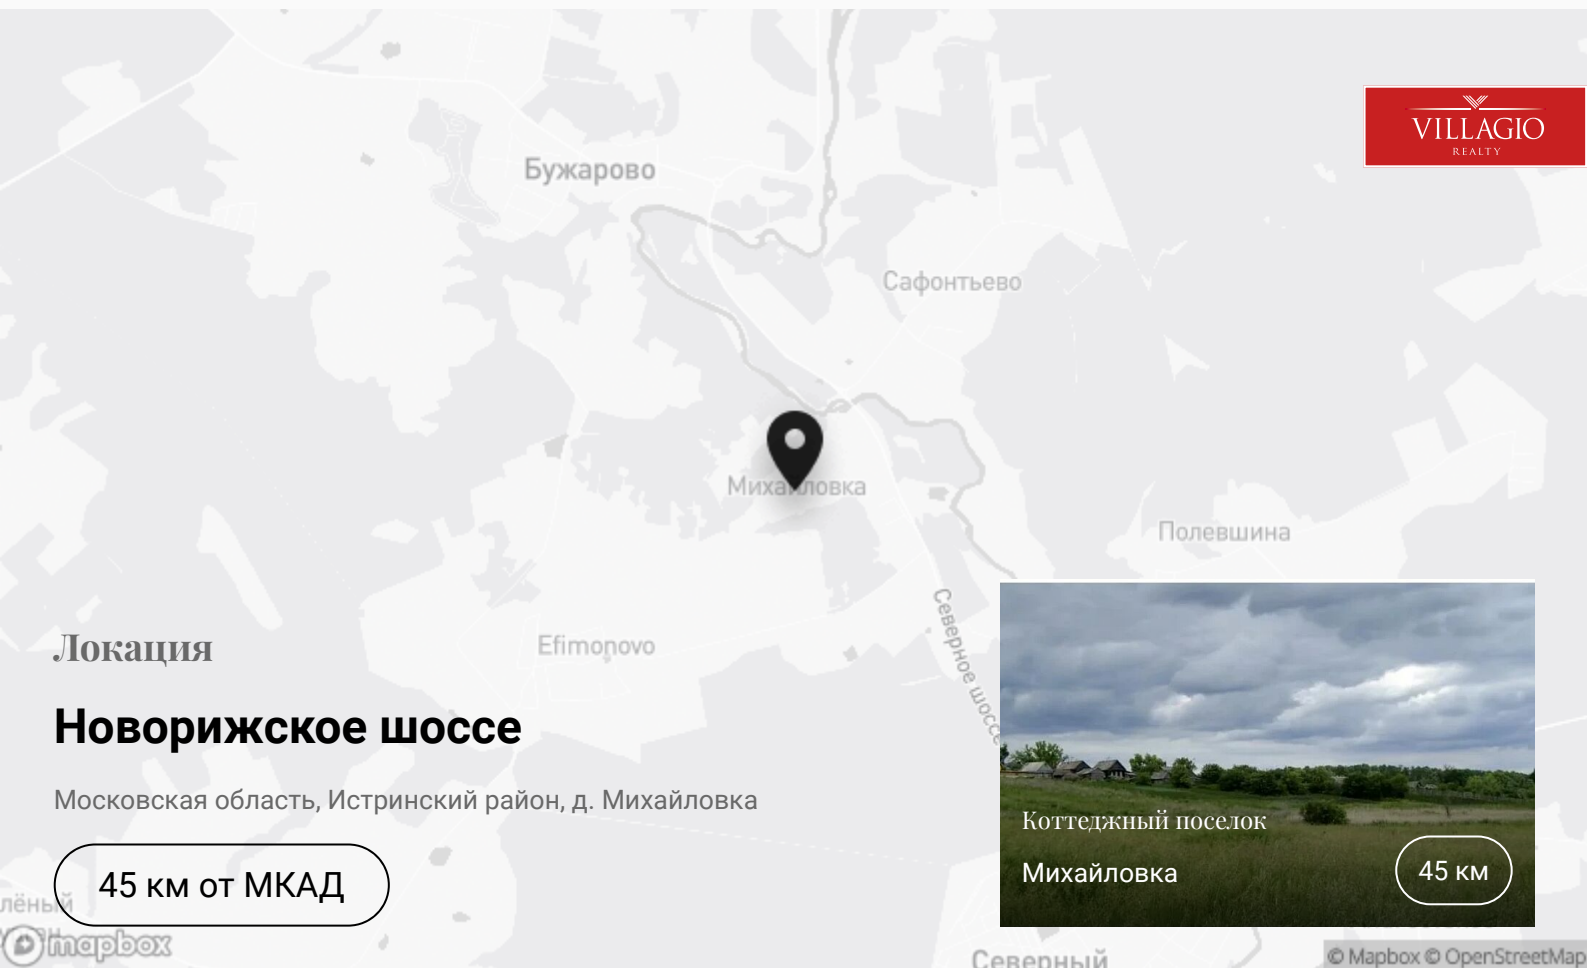 VILLAGIO
REALTY
Бужарово
Сафонтьево
Михайловка
Полевшина
Северное шоссе
Efimonovo
Локация
Новорижское шоссе
Московская область, Истринский район, д. Михайловка
45 км от МКАД
Коттеджный поселок
Михайловка
45 км
mapbox
Северный
© Mapbox © OpenStreetMap